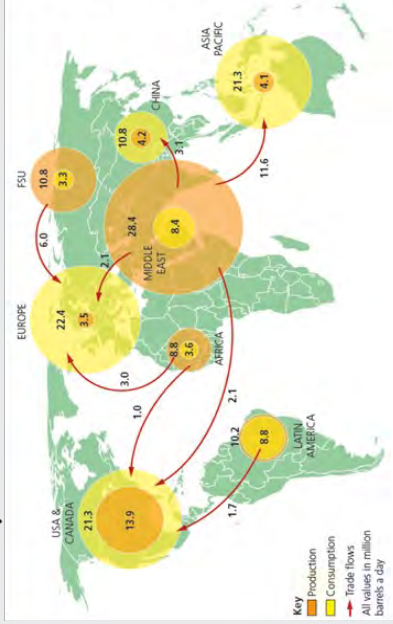 USA &
CANADA
21.3
13.9
EUROPE
22.4
3.5
FSU
10.8
3.3
CHINA
10.8
4.2
ASIA
PACIFIC
21.3
4.1
MIDDLE
EAST
28.4
8.4
AFRICA
8.8
3.6
LATIN
AMERICA
10.2
8.8
6.0
2.1
3.1
11.6
3.0
1.0
2.1
1.7
Key
Production
Consumption
Trade flows
All values in million
barrels a day